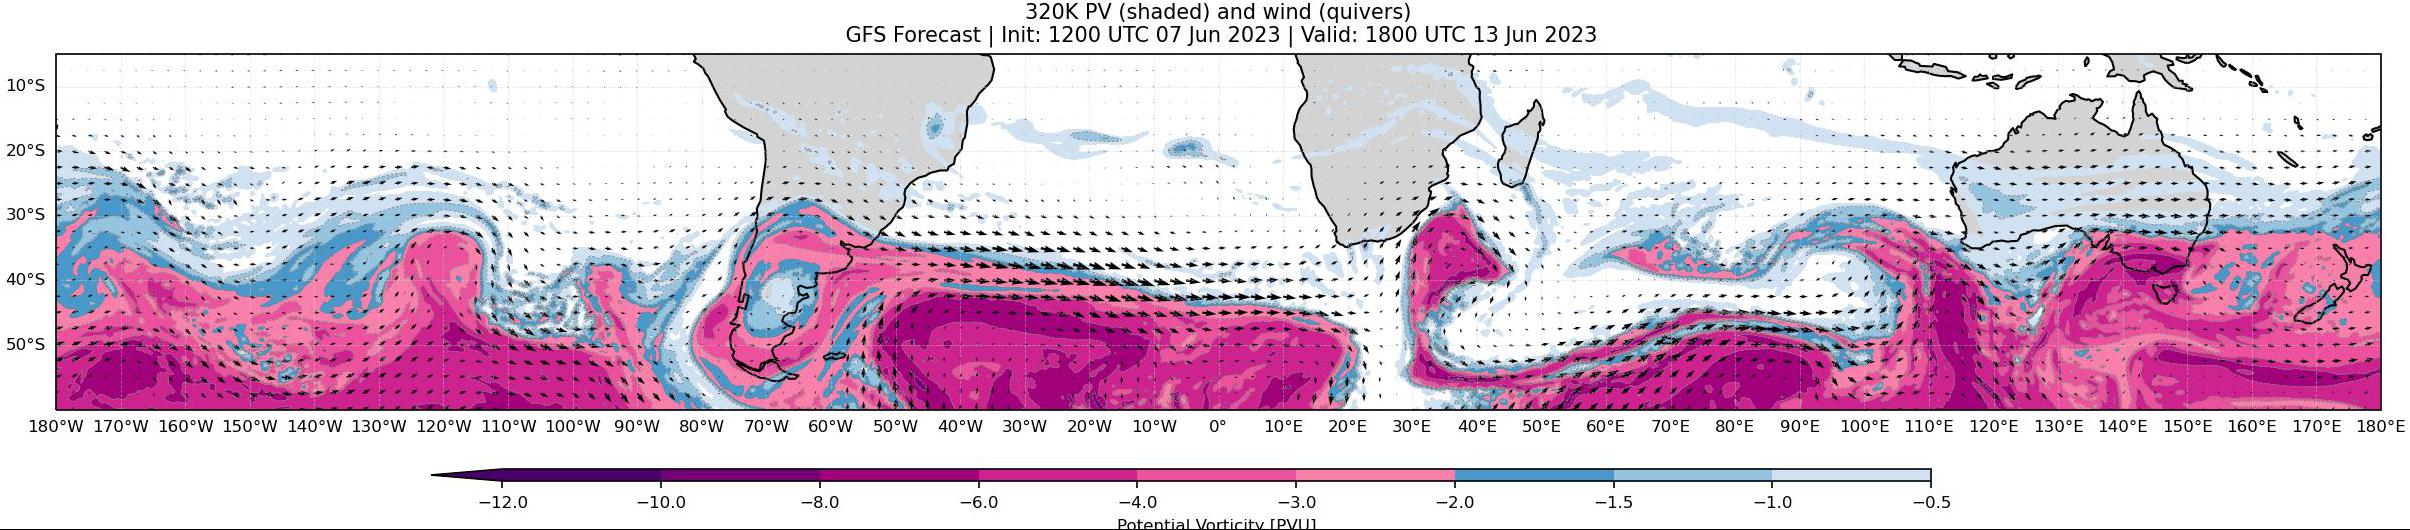 320K PV (shaded) and wind (quivers)
GFS Forecast | Init: 1200 UTC 07 Jun 2023 | Valid: 1800 UTC 13 Jun 2023
10°S
20°S
30°S
40°S
50°S
180°W 170°W 160°W 150°W 140°W 130°W 120°W 110°W 100°W 90°W 80°W 70°W 60°W 50°W 40°W 30°W 20°W 10°W 0° 10°E 20°E 30°E 40°E 50°E 60°E 70°E 80°E 90°E 100°E 110°E 120°E 130°E 140°E 150°E 160°E 170°E 180°E
−12.0 −10.0 −8.0 −6.0 −4.0 −3.0 −2.0 −1.5 −1.0 −0.5
Potential Vorticity [PVU]